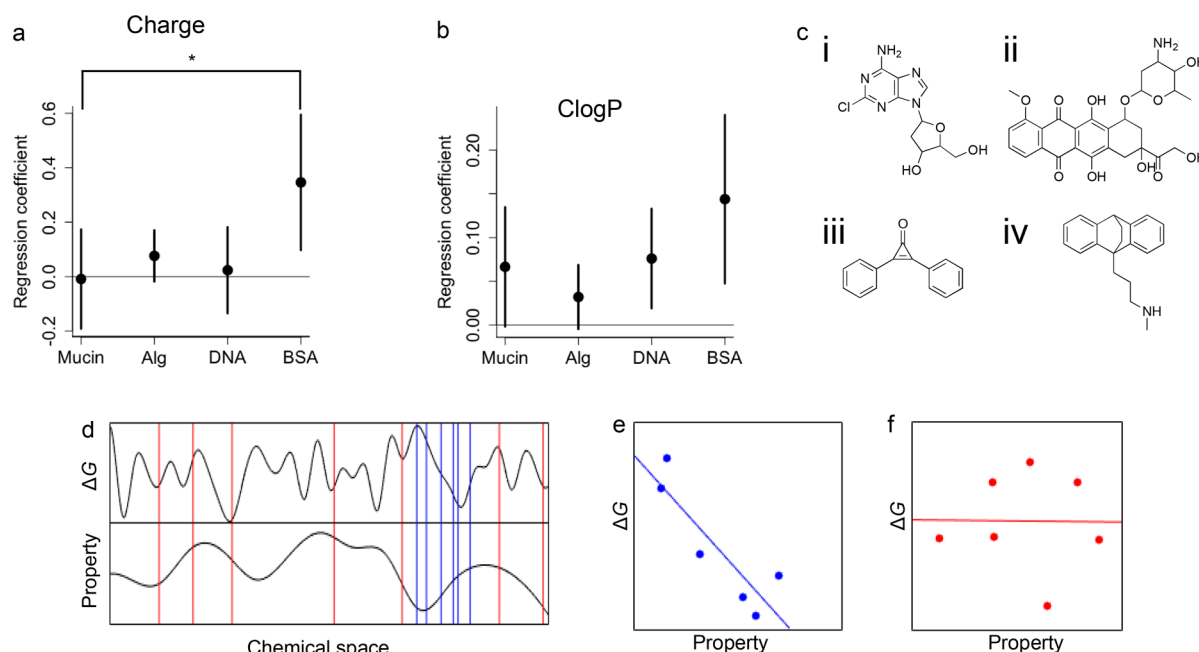 a
Charge
*
Regression coefficient
0.6
0.4
0.2
0.0
-0.2
Mucin Alg DNA BSA
b
ClogP
Regression coefficient
0.20
0.10
0.00
Mucin Alg DNA BSA
c
i
NH2
N
N
N
N
Cl
O
OH
HO
ii
NH2
OH
O
O
O
O
OH
O
OH
OH
O
OH
iii
O
iv
NH
d
ΔG
Property
Chemical space
e
ΔG
Property
f
ΔG
Property